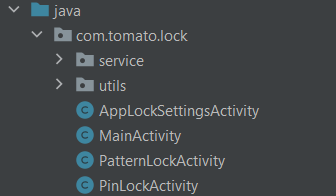 java
com.tomato.lock
service
utils
AppLockSettingsActivity
MainActivity
PatternLockActivity
PinLockActivity